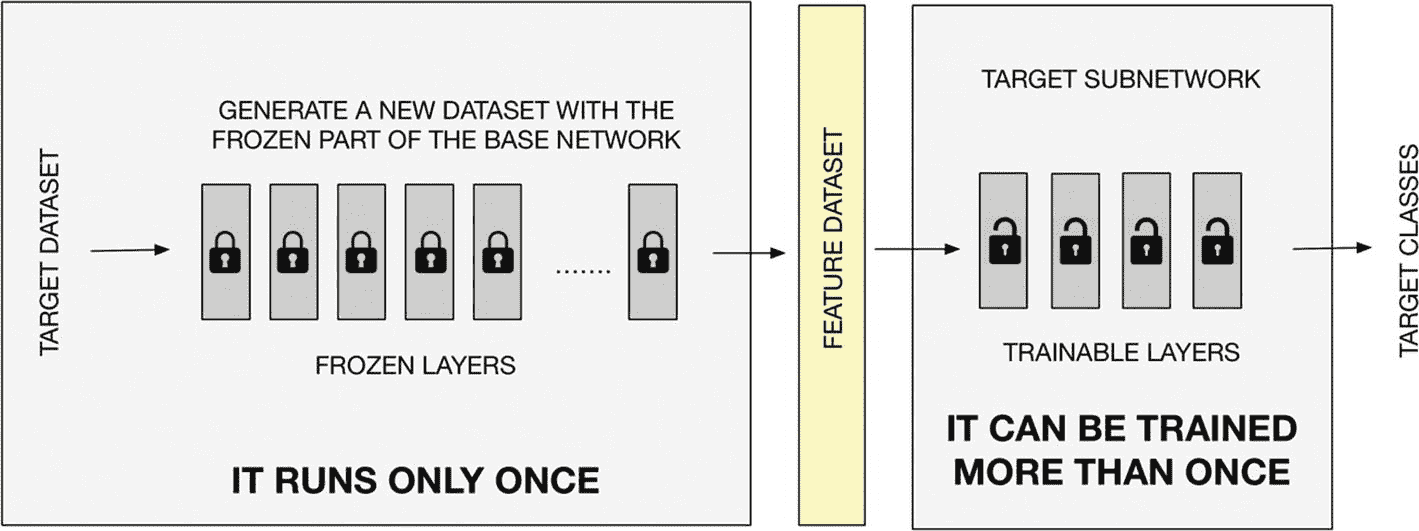 TARGET DATASET
GENERATE A NEW DATASET WITH THE
FROZEN PART OF THE BASE NETWORK
.......
FROZEN LAYERS
IT RUNS ONLY ONCE
FEATURE DATASET
TARGET SUBNETWORK
TRAINABLE LAYERS
IT CAN BE TRAINED
MORE THAN ONCE
TARGET CLASSES